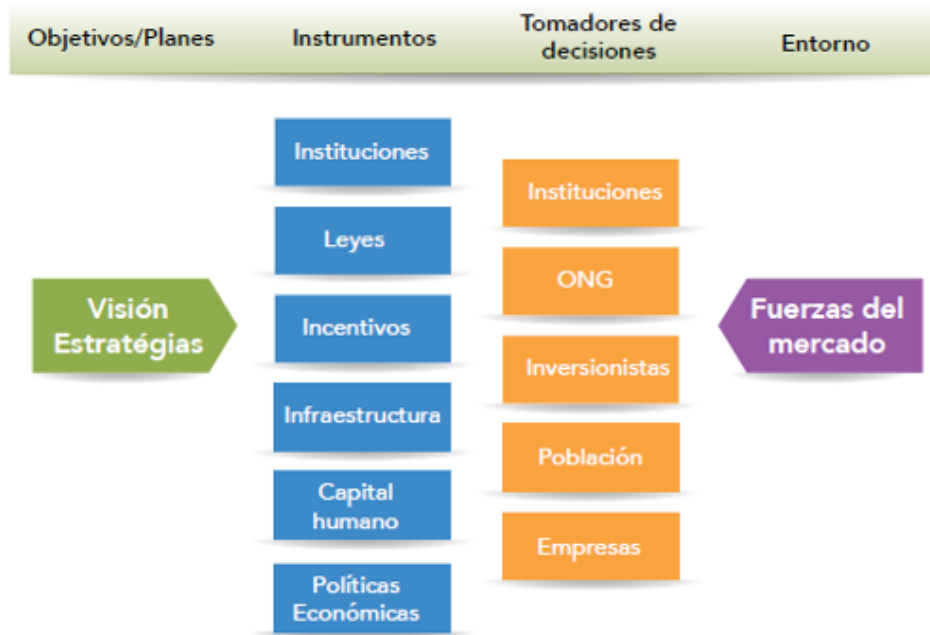 Objetivos/Planes
Instrumentos
Tomadores de
decisiones
Entorno
Visión
Estratégias
Instituciones
Leyes
Incentivos
Infraestructura
Capital
humano
Políticas
Económicas
Instituciones
ONG
Inversionistas
Población
Empresas
Fuerzas del
mercado